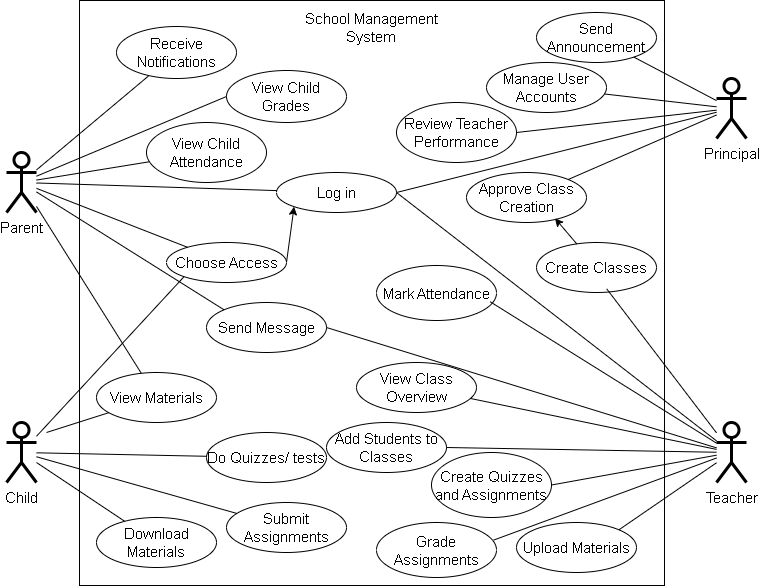 School Management
System
Receive
Notifications
Send
Announcement
View Child
Grades
Manage User
Accounts
Review Teacher
Performance
View Child
Attendance
Principal
Log in
Approve Class
Creation
Parent
Choose Access
Create Classes
Mark Attendance
Send Message
View Class
Overview
View Materials
Add Students to
Classes
Do Quizzes/ tests
Create Quizzes
and Assignments
Child
Teacher
Submit
Assignments
Download
Materials
Grade
Assignments
Upload Materials